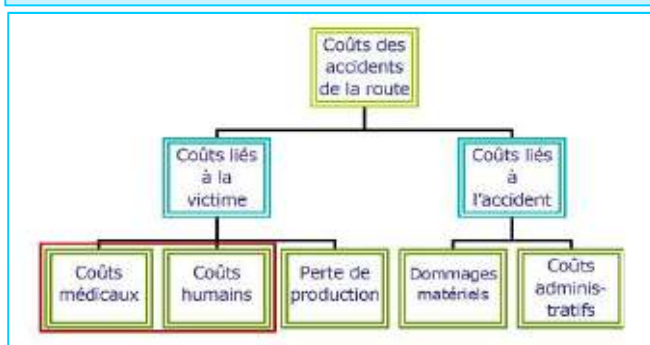 Coûts des
accidents
de la route
Coûts liés
à la
victime
Coûts liés
à
l'accident
Coûts
médicaux
Coûts
humains
Perte de
production
Dommages
matériels
Coûts
adminis-
tratifs